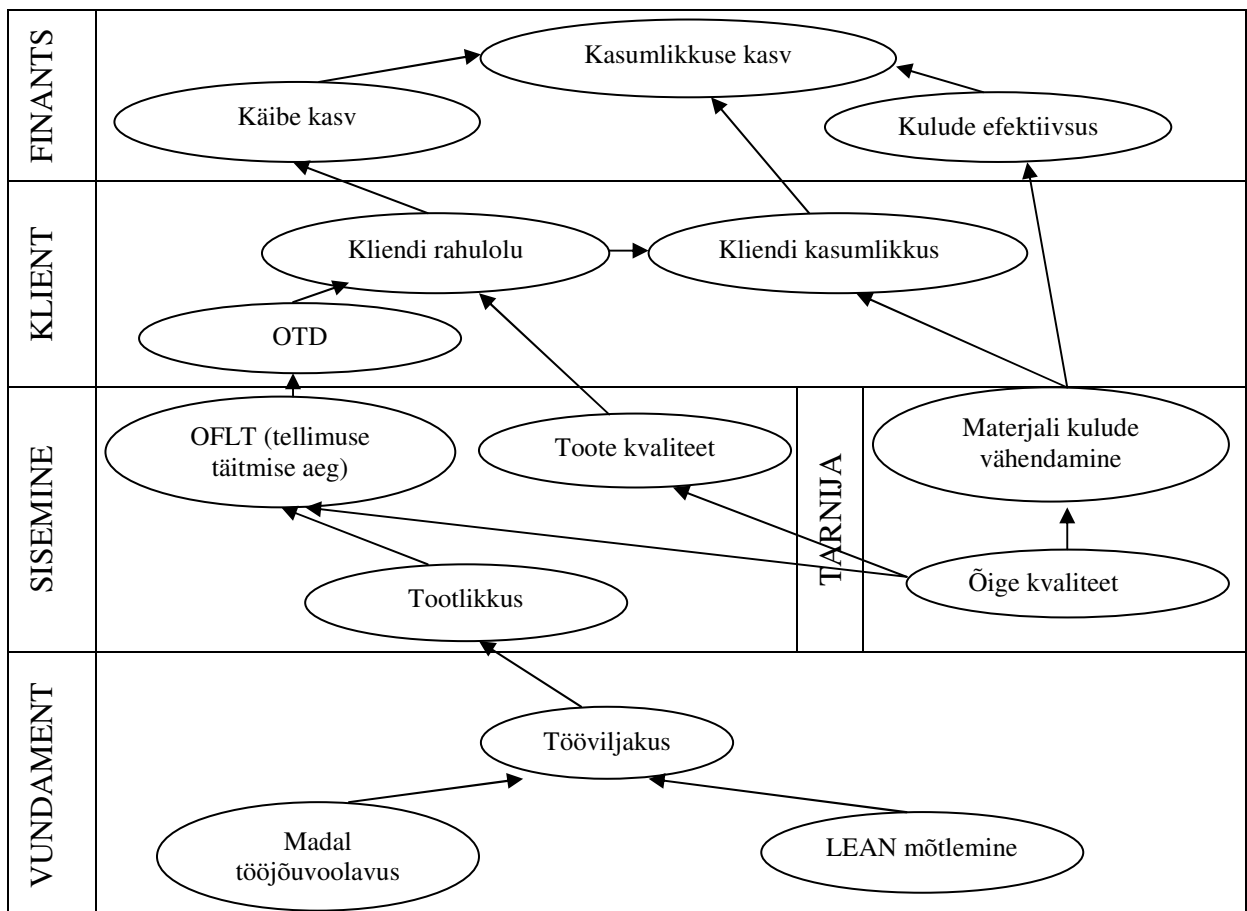 FINANTS
Kasumlikkuse kasv
Käibe kasv
Kulude efektiivsus
KLIENT
Kliendi rahulolu
Kliendi kasumlikkus
OTD
SISEMINE
OFLT (tellimuse
täitmise aeg)
Toote kvaliteet
TARNIJA
Materjali kulude
vähendamine
Õige kvaliteet
Tootlikkus
VUNDAMENT
Tööviljakus
Madal
tööjõuvoolavus
LEAN mõtlemine